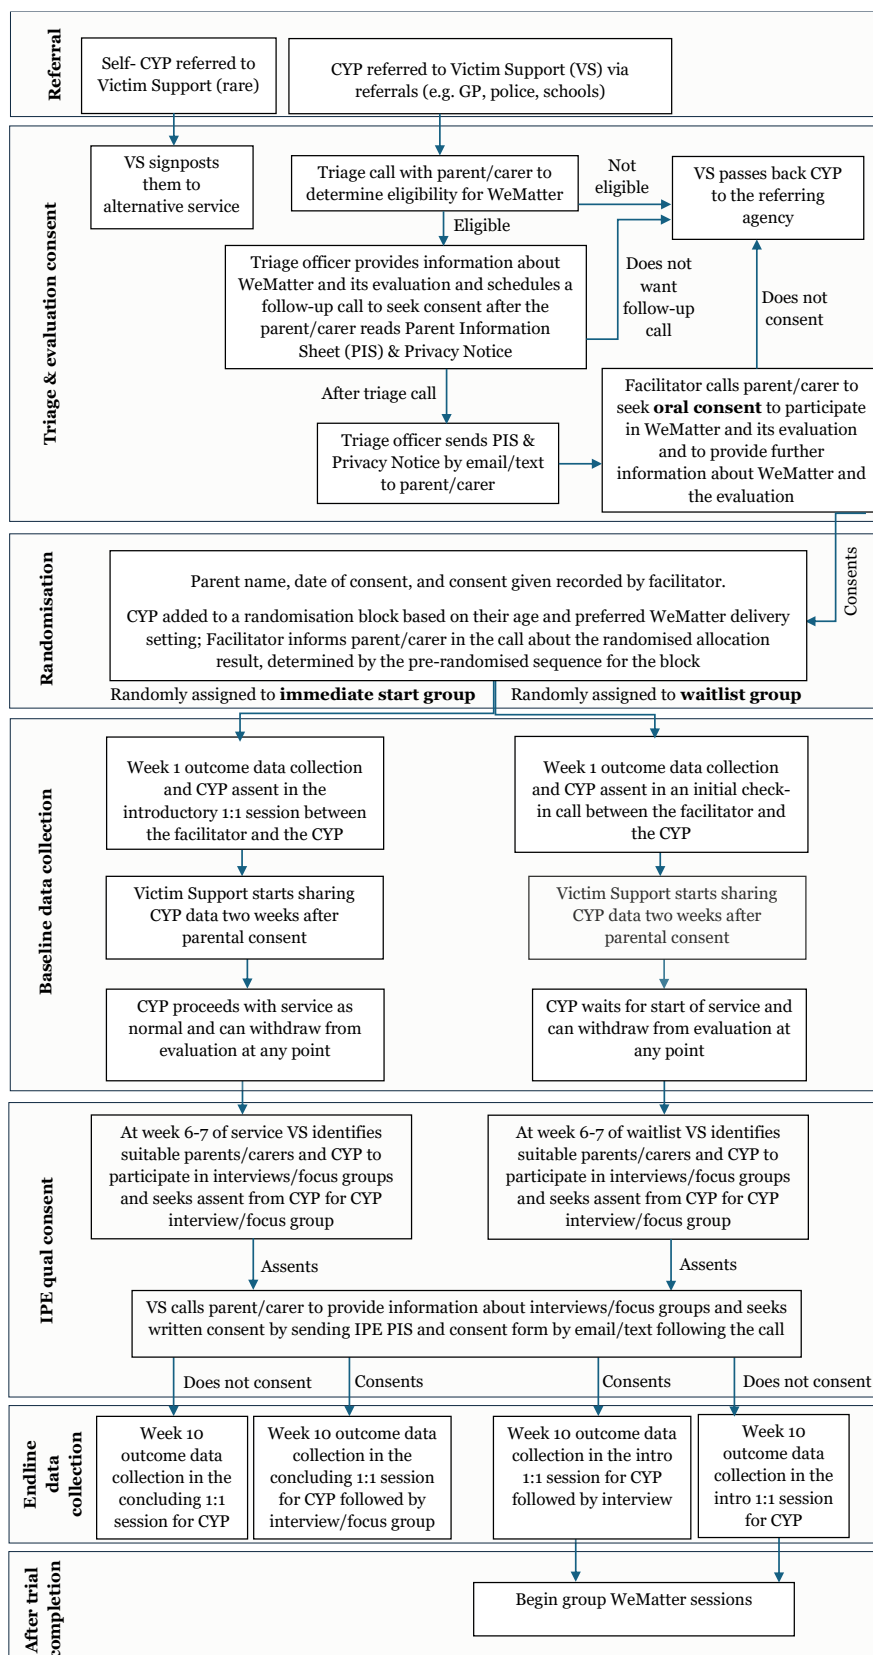 Referral
Self- CYP referred to
Victim Support (rare)
CYP referred to Victim Support (VS) via
referrals (e.g. GP, police, schools)
Triage & evaluation consent
VS signposts
them to
alternative service
Triage call with parent/carer to
determine eligibility for WeMatter
Not
eligible
VS passes back CYP
to the referring
agency
Eligible
Triage officer provides information about
WeMatter and its evaluation and schedules a
follow-up call to seek consent after the
parent/carer reads Parent Information
Sheet (PIS) & Privacy Notice
Does not
want
follow-up
call
Does not
consent
After triage call
Triage officer sends PIS &
Privacy Notice by email/text
to parent/carer
Facilitator calls parent/carer to
seek oral consent to participate
in WeMatter and its evaluation
and to provide further
information about WeMatter and
the evaluation
Consents
Randomisation
Parent name, date of consent, and consent given recorded by facilitator.
CYP added to a randomisation block based on their age and preferred WeMatter delivery
setting; Facilitator informs parent/carer in the call about the randomised allocation
result, determined by the pre-randomised sequence for the block
Randomly assigned to immediate start group
Randomly assigned to waitlist group
Baseline data collection
Week 1 outcome data collection
and CYP assent in the
introductory 1:1 session between
the facilitator and the CYP
Week 1 outcome data collection
and CYP assent in an initial check-
in call between the facilitator and
the CYP
Victim Support starts sharing
CYP data two weeks after
parental consent
Victim Support starts sharing
CYP data two weeks after
parental consent
CYP proceeds with service as
normal and can withdraw from
evaluation at any point
CYP waits for start of service and
can withdraw from evaluation at
any point
IPE qual consent
At week 6-7 of service VS identifies
suitable parents/carers and CYP to
participate in interviews/focus groups
and seeks assent from CYP for CYP
interview/focus group
At week 6-7 of waitlist VS identifies
suitable parents/carers and CYP to
participate in interviews/focus groups
and seeks assent from CYP for CYP
interview/focus group
Assents
Assents
VS calls parent/carer to provide information about interviews/focus groups and seeks
written consent by sending IPE PIS and consent form by email/text following the call
Does not consent
Consents
Consents
Does not consent
Endline
data
collection
Week 10
outcome data
collection in the
concluding 1:1
session for CYP
Week 10 outcome data
collection in the
concluding 1:1 session
for CYP followed by
interview/focus group
Week 10 outcome data
collection in the intro
1:1 session for CYP
followed by interview
Week 10
outcome data
collection in the
intro 1:1 session
for CYP
After trial
completion
Begin group WeMatter sessions